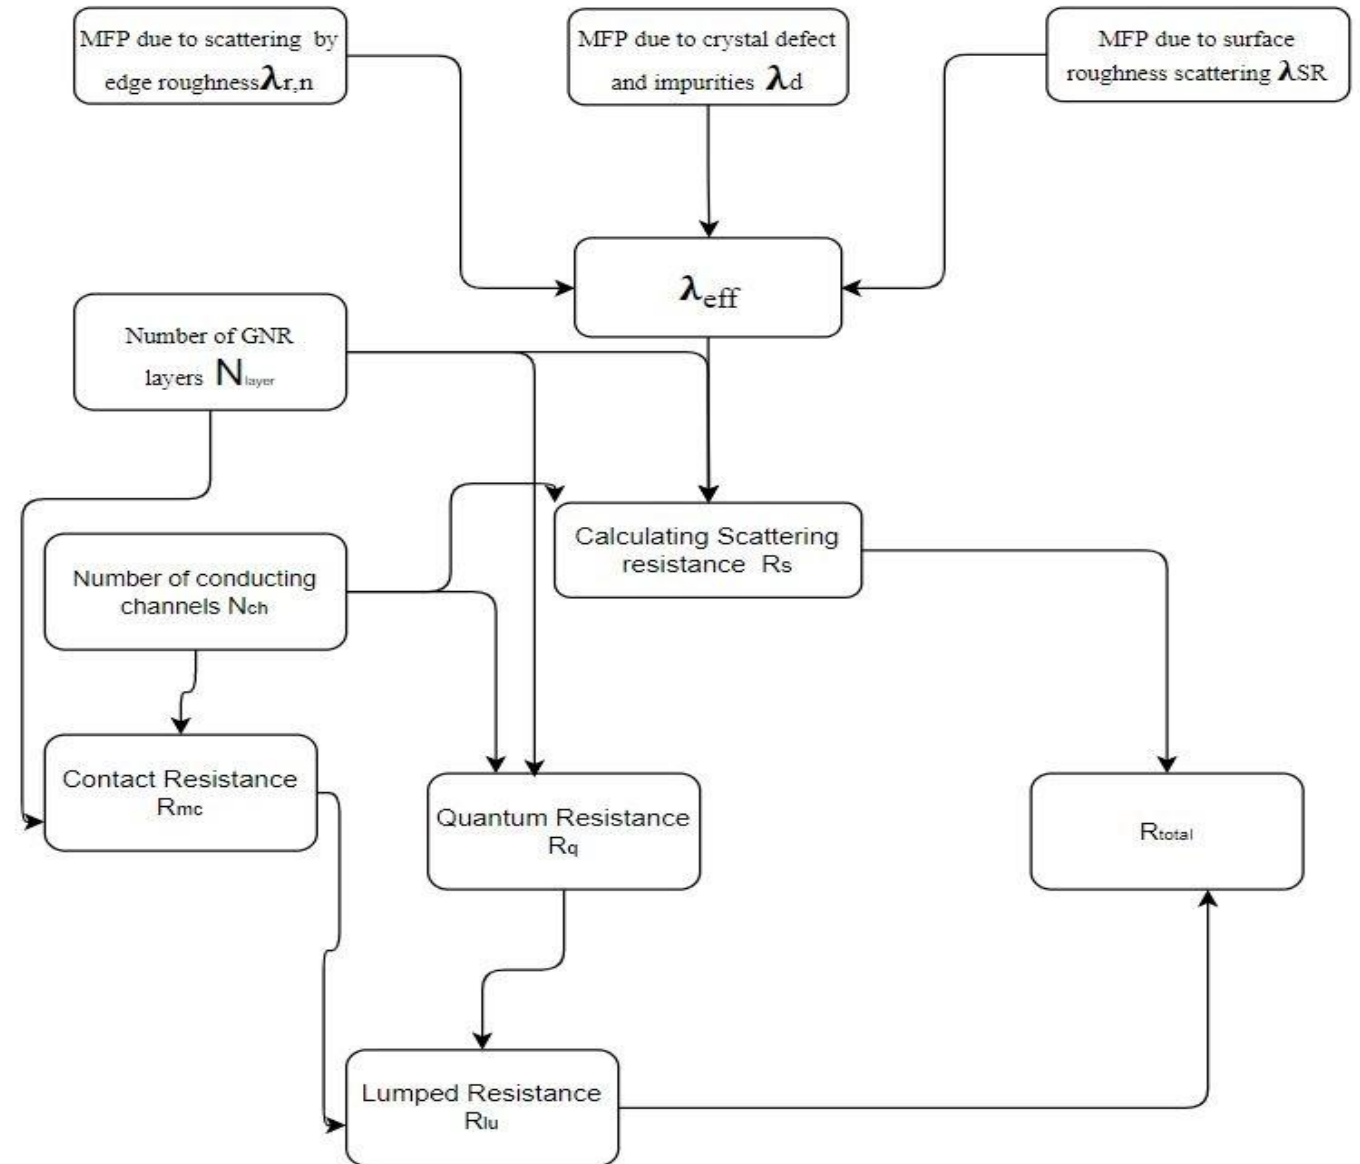 MFP due to scattering by
edge roughness λr,n
MFP due to crystal defect
and impurities λd
MFP due to surface
roughness scattering λSR
λeff
Number of GNR
layers Nlayer
Calculating Scattering
resistance Rs
Number of conducting
channels Nch
Contact Resistance
Rmc
Quantum Resistance
Rq
Rtotal
Lumped Resistance
Rlu